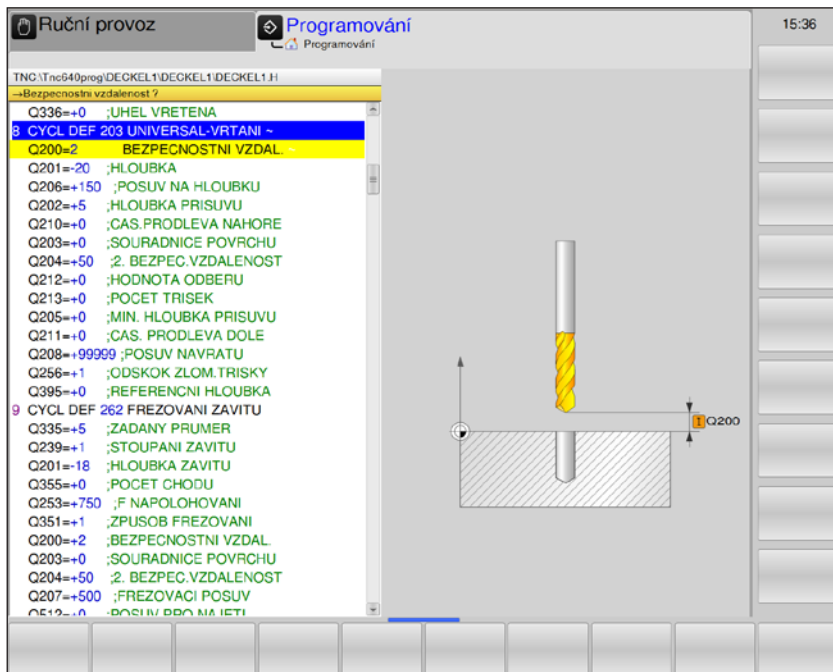 Ruční provoz
Programování
Programování
15:36
TNC:\Tnc640prog\DECKEL1\DECKEL1\DECKEL1.H
→Bezpecnostni vzdalenost ?
Q336=+0 ;UHEL VRETENA
8 CYCL DEF 203 UNIVERSAL-VRTANI ~
Q200=2 BEZPECNOSTNI VZDAL. ~
Q201=-20 ;HLOUBKA
Q206=+150 ;POSUV NA HLOUBKU
Q202=+5 ;HLOUBKA PRISUVU
Q210=+0 ;CAS.PRODLEVA NAHORE
Q203=+0 ;SOURADNICE POVRCHU
Q204=+50 ;2. BEZPEC.VZDALENOST
Q212=+0 ;HODNOTA ODBERU
Q213=+0 ;POCET TRISEK
Q205=+0 ;MIN. HLOUBKA PRISUVU
Q211=+0 ;CAS. PRODLEVA DOLE
Q208=+99999 ;POSUV NAVRATU
Q256=+1 ;ODSKOK ZLOM.TRISKY
Q395=+0 ;REFERENCNI HLOUBKA
9 CYCL DEF 262 FREZOVANI ZAVITU
Q335=+5 ;ZADANY PRUMER
Q239=+1 ;STOUPANI ZAVITU
Q201=-18 ;HLOUBKA ZAVITU
Q355=+0 ;POCET CHODU
Q253=+750 ;F NAPOLOHOVANI
Q351=+1 ;ZPUSOB FREZOVANI
Q200=+2 ;BEZPECNOSTNI VZDAL.
Q203=+0 ;SOURADNICE POVRCHU
Q204=+50 ;2. BEZPEC.VZDALENOST
Q207=+500 ;FREZOVACI POSUV
Q512=+0 ;POSUV PRO NAJETI
Q200